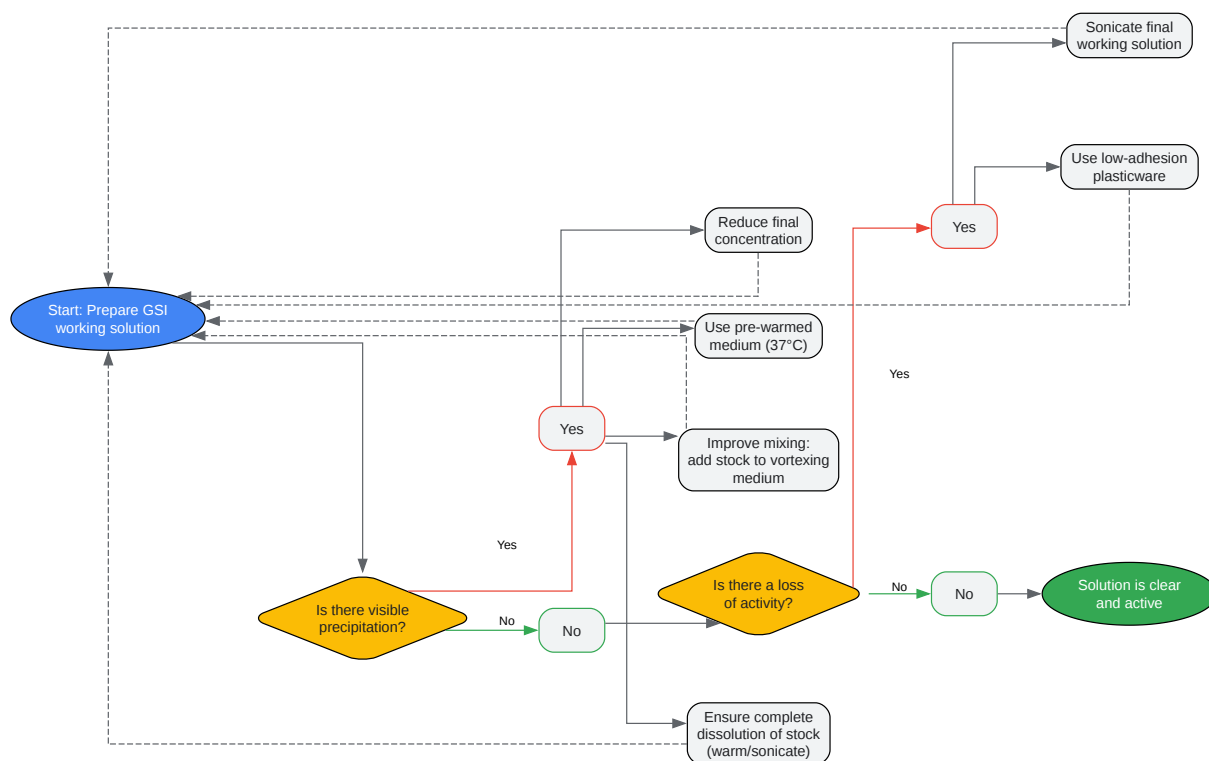 Sonicate final
working solution
Use low-adhesion
plasticware
Yes
Reduce final
concentration
Start: Prepare GSI
working solution
Use pre-warmed
medium (37°C)
Yes
Yes
Improve mixing:
add stock to vortexing
medium
Yes
Is there visible
precipitation?
No
No
Is there a loss
of activity?
No
No
Solution is clear
and active
Ensure complete
dissolution of stock
(warm/sonicate)